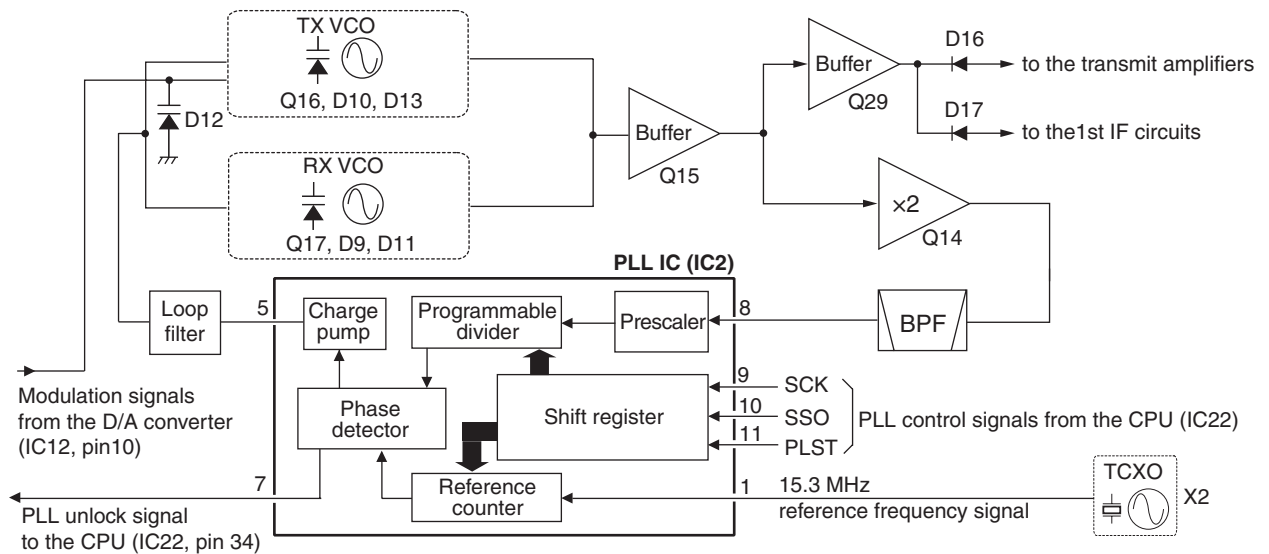 TX VCO
Q16, D10, D13
D12
RX VCO
Q17, D9, D11
Buffer
Q15
Buffer
Q29
D16
to the transmit amplifiers
D17
to the1st IF circuits
×2
Q14
BPF
PLL IC (IC2)
Loop
filter
5
Charge
pump
Programmable
divider
Prescaler
8
Modulation signals
from the D/A converter
(IC12, pin10)
Phase
detector
Shift register
9
SCK
10
SSO
11
PLST
PLL control signals from the CPU (IC22)
7
PLL unlock signal
to the CPU (IC22, pin 34)
Reference
counter
1
15.3 MHz
reference frequency signal
TCXO
X2